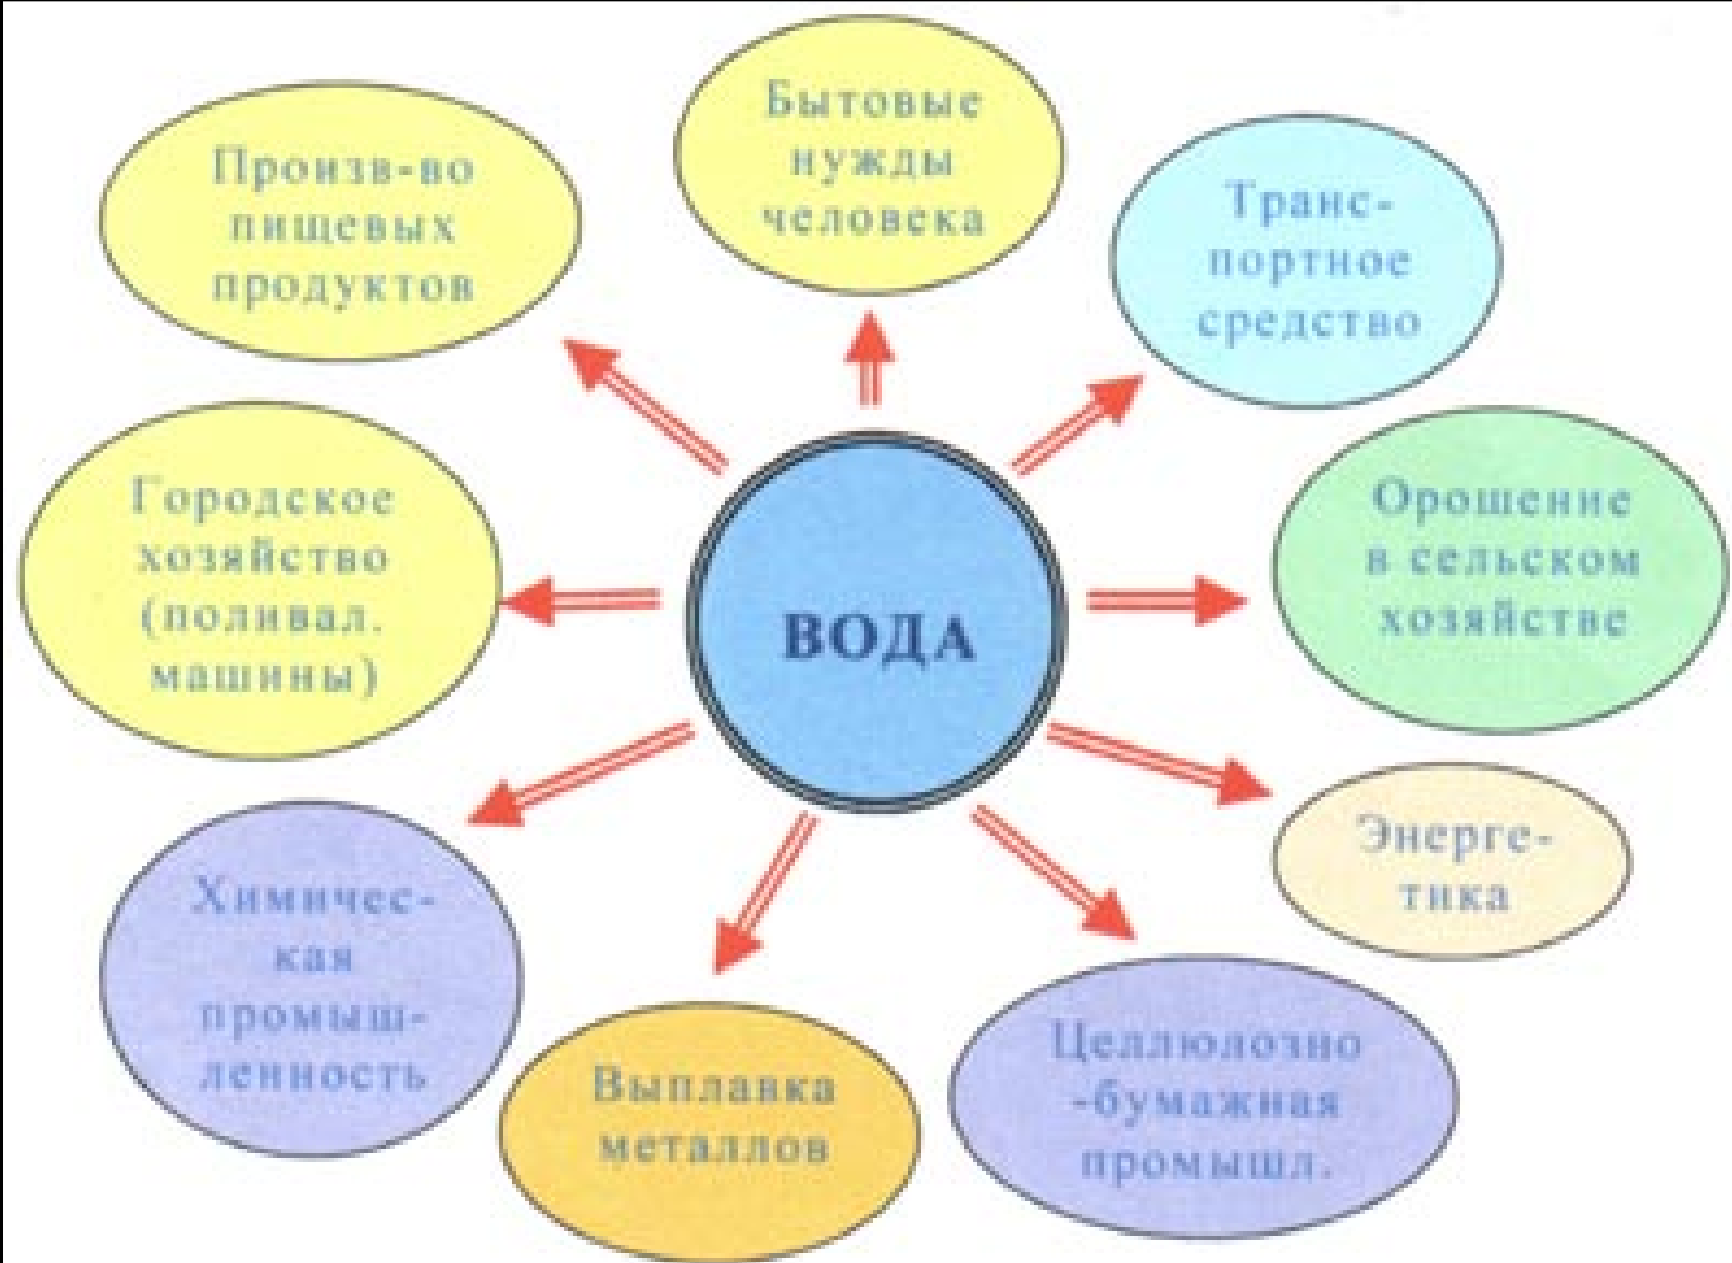 Бытовые
нужды
человека
Произв-во
пищевых
продуктов
Транс-
портное
средство
Городское
хозяйство
(поливал.
машины)
ВОДА
Орошение
в сельском
хозяйстве
Энерге-
тика
Химичес-
кая
промыш-
ленность
Выплавка
металлов
Целлюлозно
-бумажная
промышл.